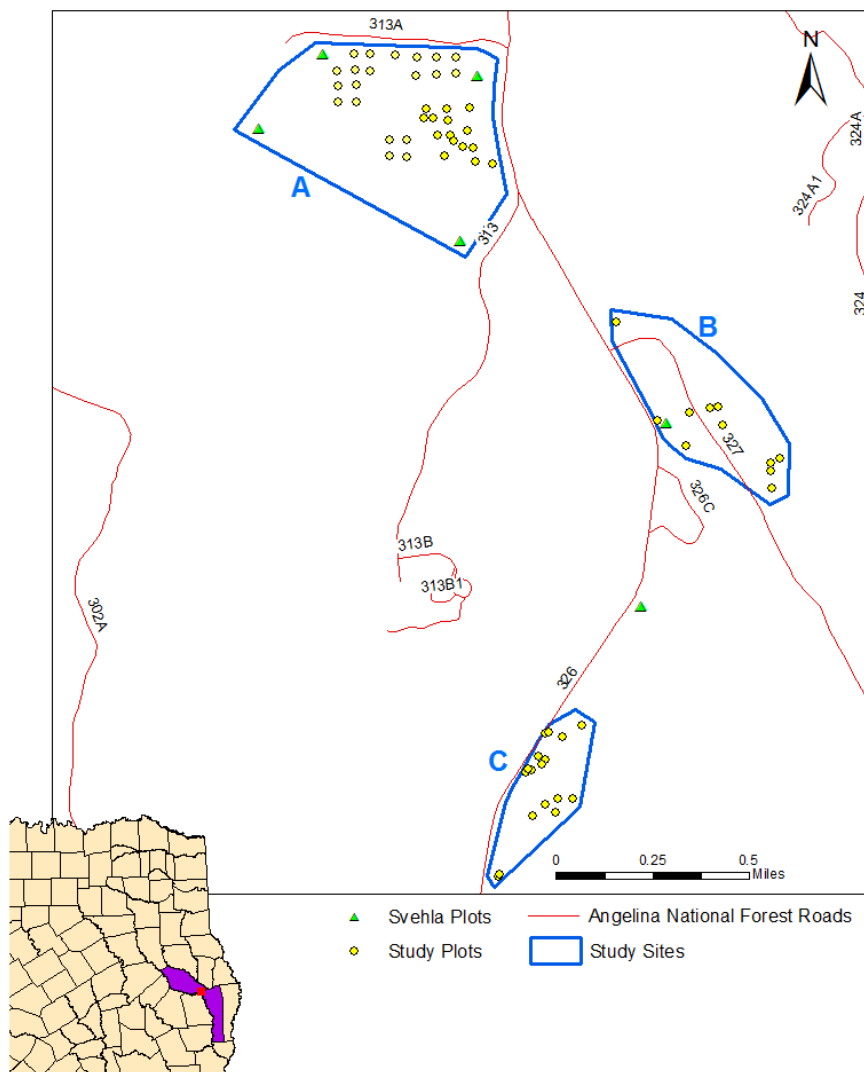 313A
N
324A
324A1
A
313
324
B
327
326C
313B
313B1
302A
326
C
0 0.25 0.5
Miles
Svehla Plots
Angelina National Forest Roads
Study Plots
Study Sites